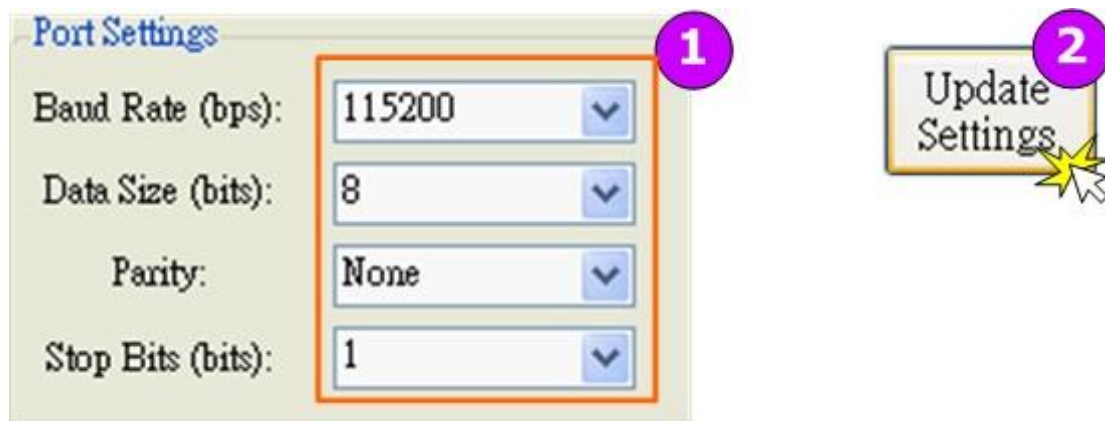 Port Settings
1
2
Baud Rate (bps): 115200
Update
Settings
Data Size (bits): 8
Parity: None
Stop Bits (bits): 1